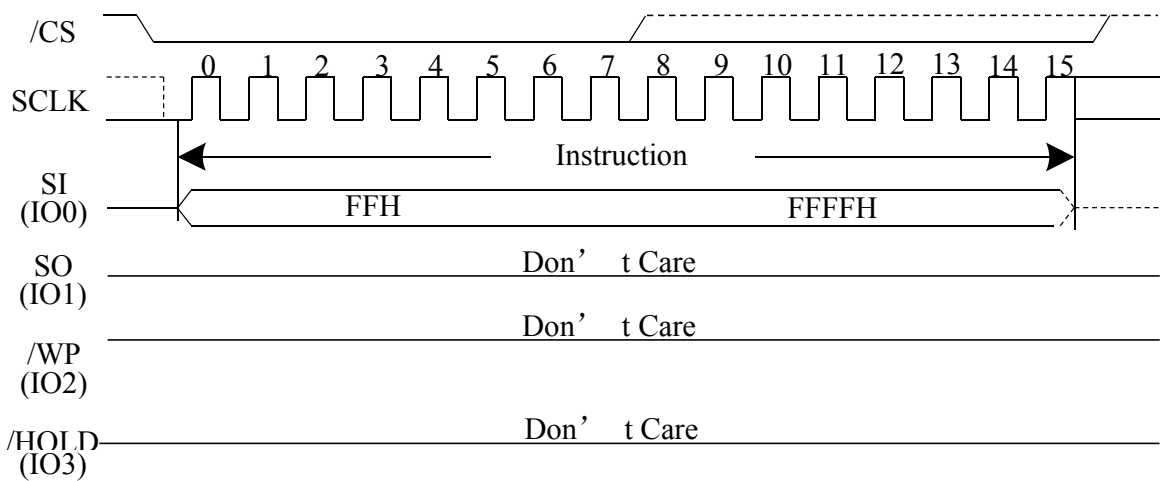 /CS
0 1 2 3 4 5 6 7 8 9 10 11 12 13 14 15
SCLK
Instruction
SI
(IO0)
FFH FFFFH
SO
(IO1)
Don’ t Care
Don’ t Care
/WP
(IO2)
Don’ t Care
/HOLD
(IO3)